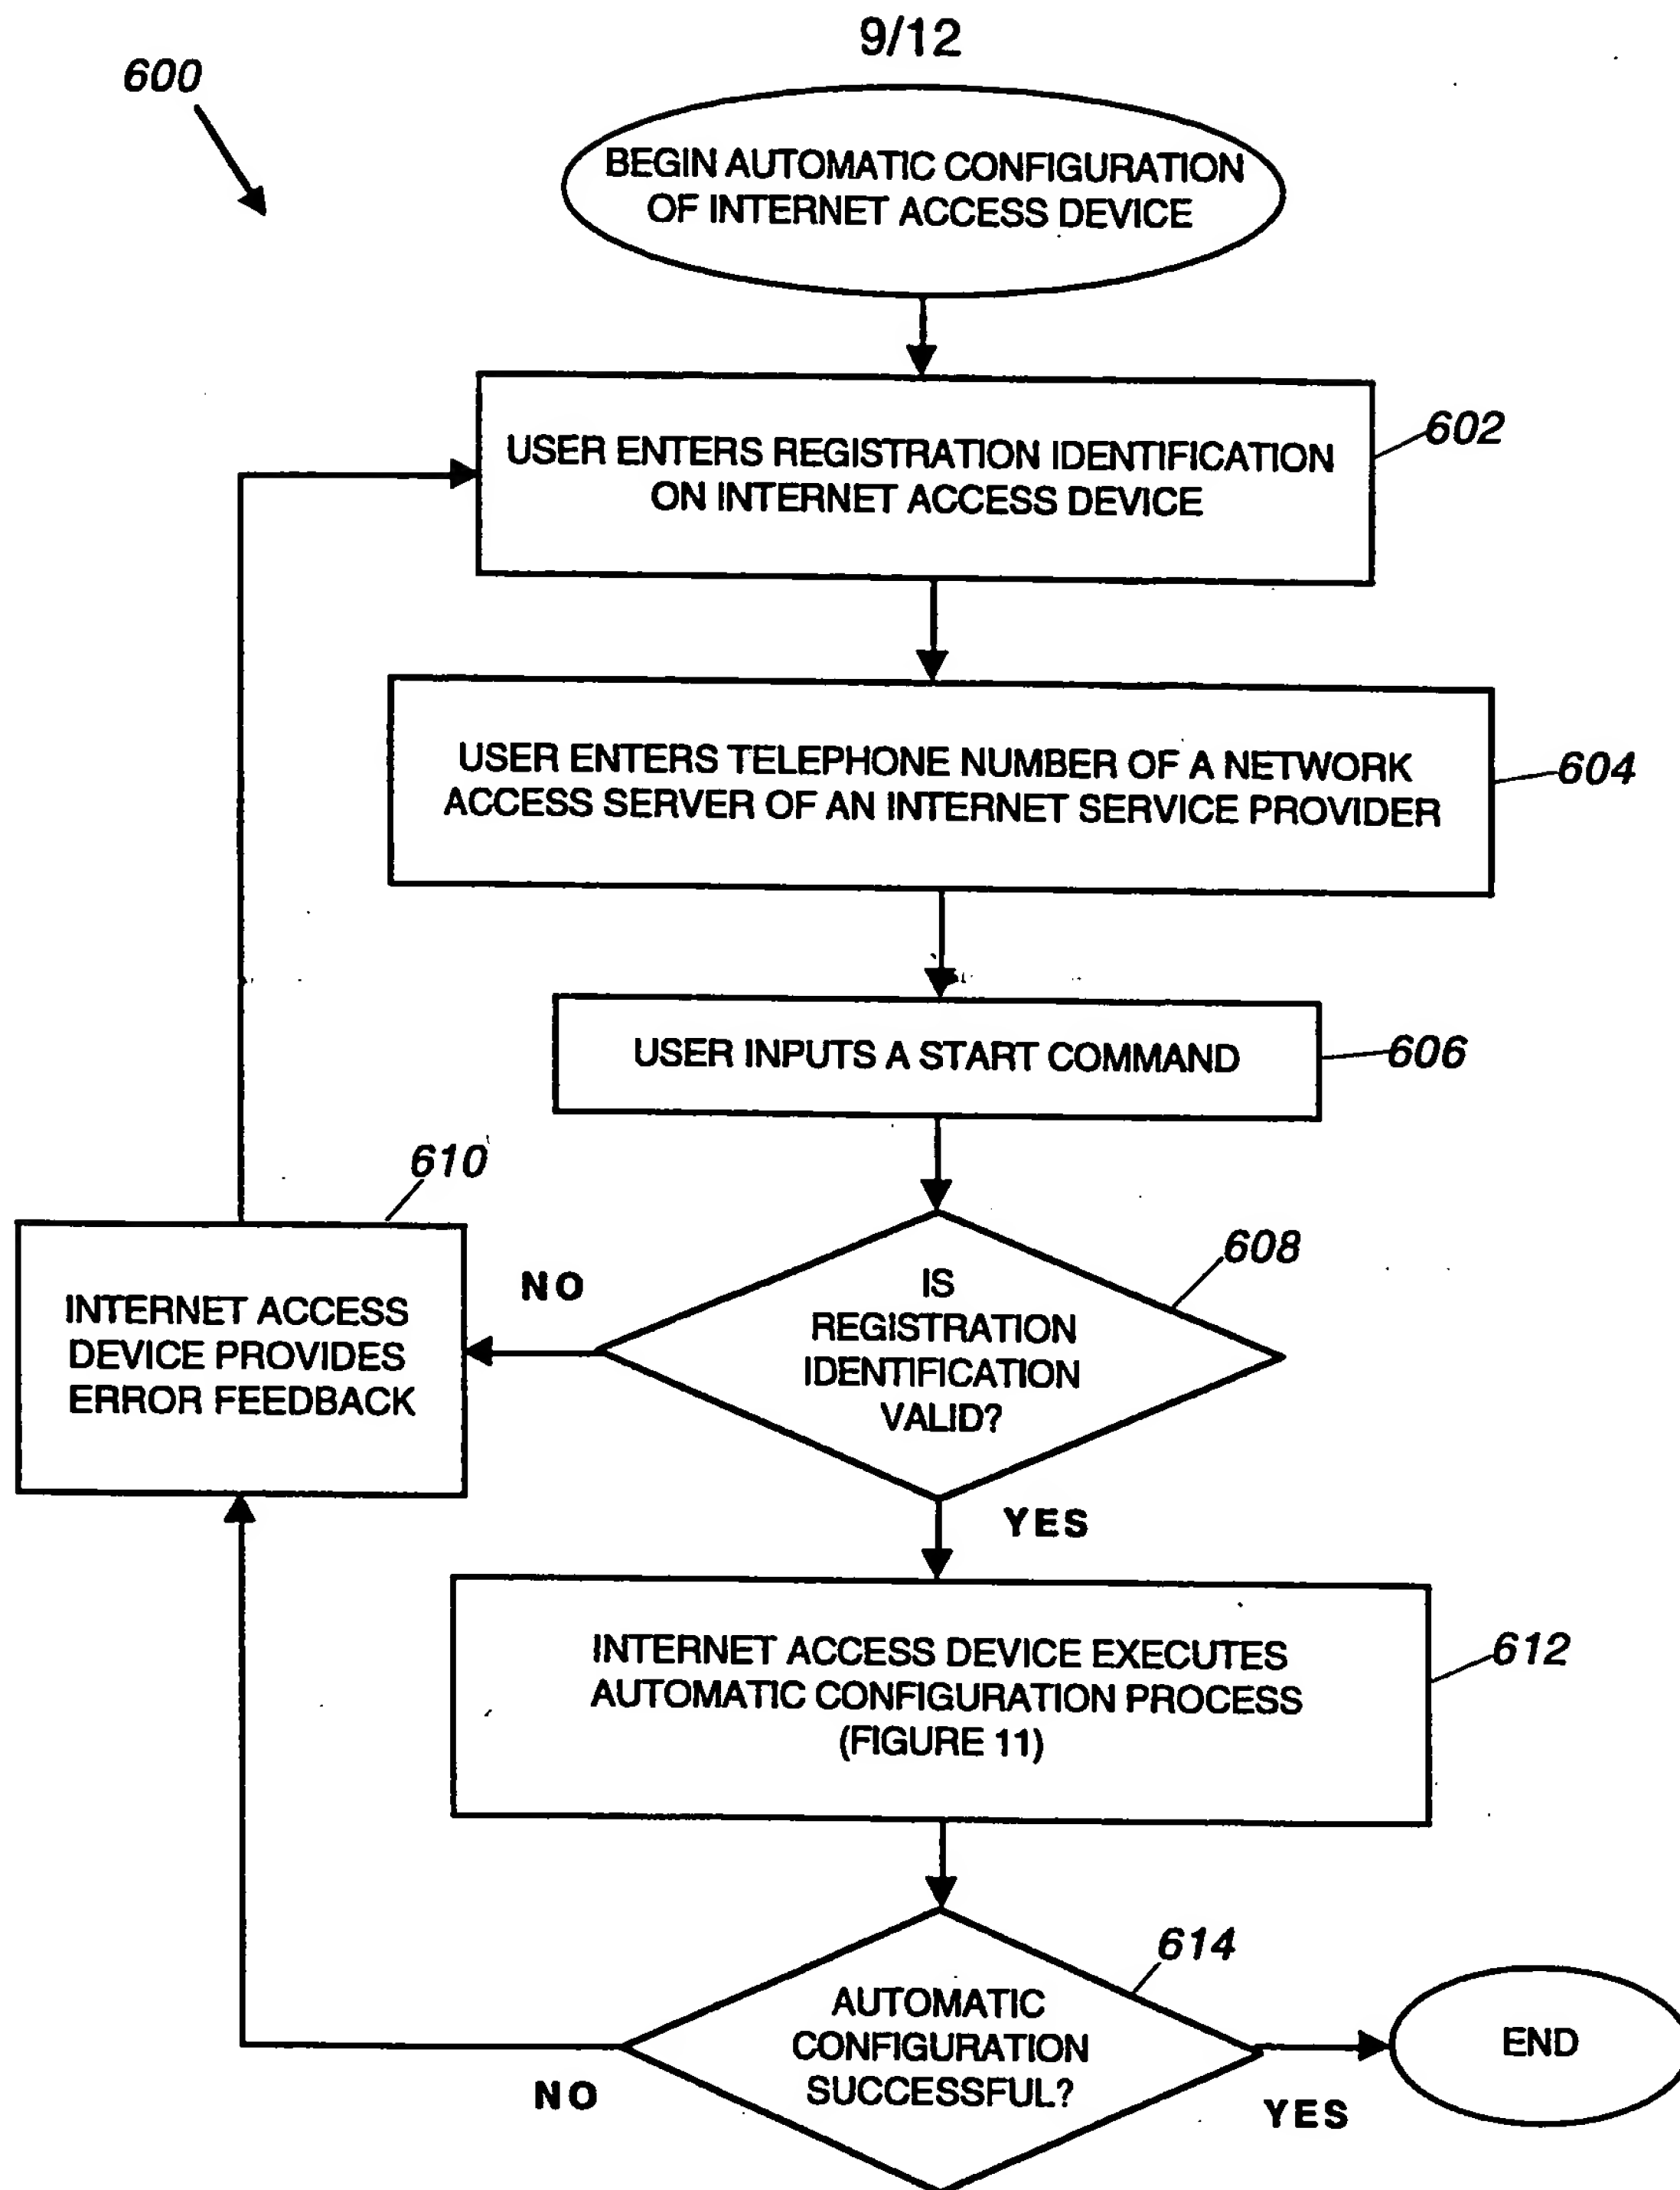 9/12
600
BEGIN AUTOMATIC CONFIGURATION
OF INTERNET ACCESS DEVICE
602
USER ENTERS REGISTRATION IDENTIFICATION
ON INTERNET ACCESS DEVICE
604
USER ENTERS TELEPHONE NUMBER OF A NETWORK
ACCESS SERVER OF AN INTERNET SERVICE PROVIDER
606
USER INPUTS A START COMMAND
610
INTERNET ACCESS
DEVICE PROVIDES
ERROR FEEDBACK
NO
608
IS
REGISTRATION
IDENTIFICATION
VALID?
YES
612
INTERNET ACCESS DEVICE EXECUTES
AUTOMATIC CONFIGURATION PROCESS
(FIGURE 11)
614
AUTOMATIC
CONFIGURATION
SUCCESSFUL?
NO
YES
END